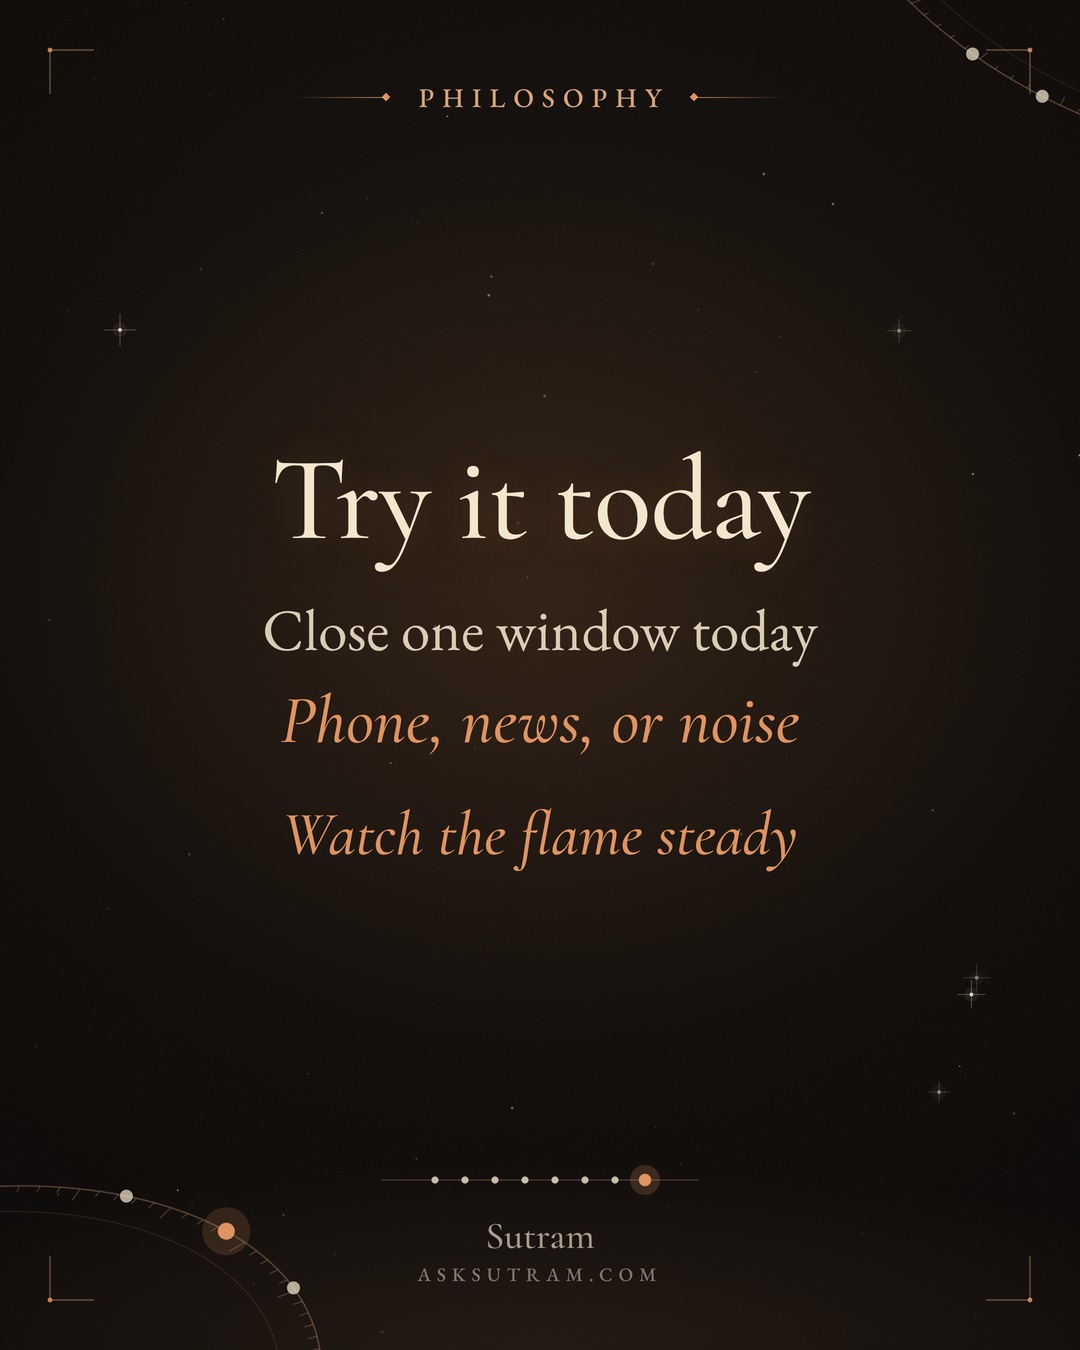 PHILOSOPHY
Try it today
Close one window today
Phone, news, or noise
Watch the flame steady
Sutram
ASKSUTRAM.COM